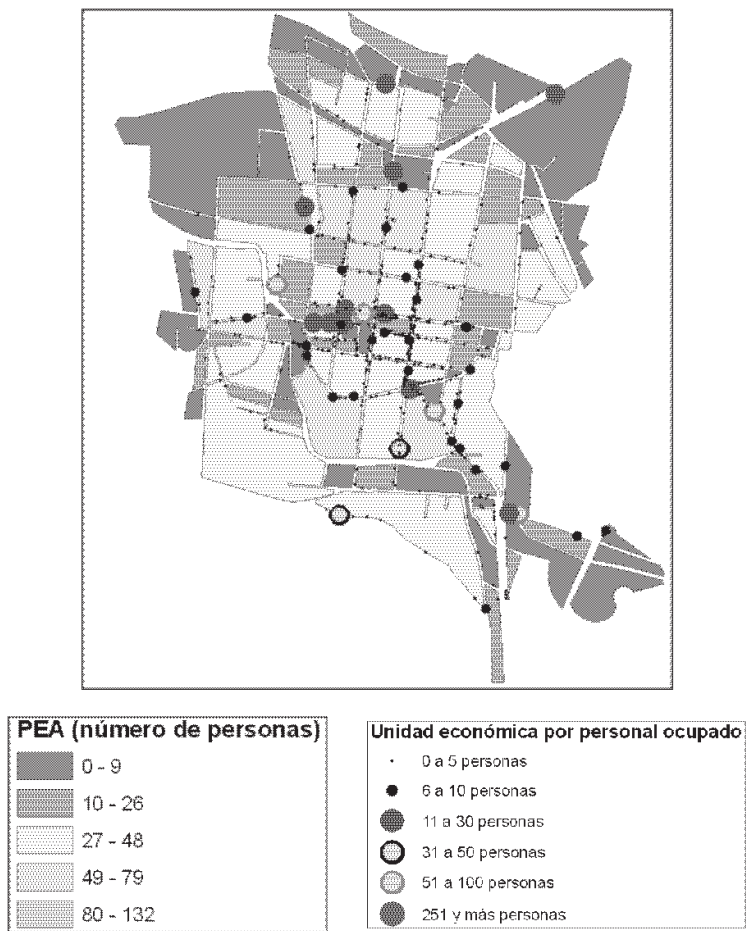 PEA (número de personas)
0 - 9
10 - 26
27 - 48
49 - 79
80 - 132
Unidad económica por personal ocupado
0 a 5 personas
6 a 10 personas
11 a 30 personas
31 a 50 personas
51 a 100 personas
251 y más personas